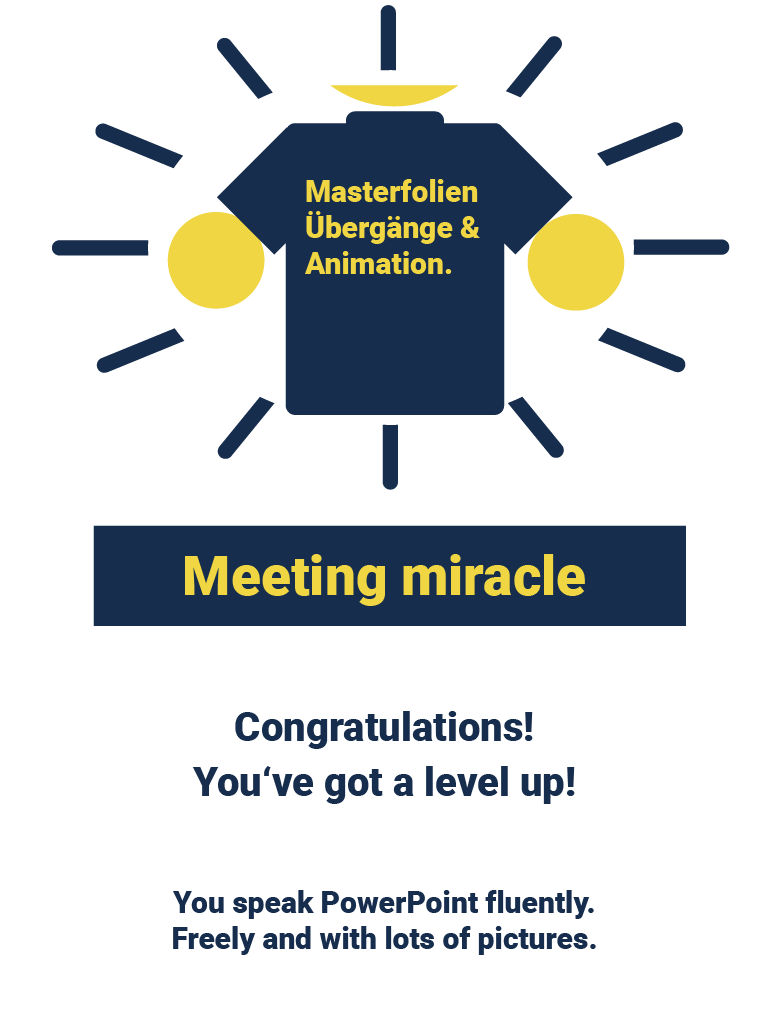 Masterfolien
Übergänge &
Animation.
Meeting miracle
Congratulations!
You‘ve got a level up!
You speak PowerPoint fluently.
Freely and with lots of pictures.